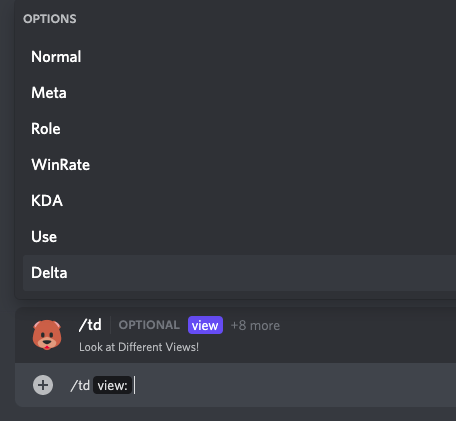 OPTIONS
Normal
Meta
Role
WinRate
KDA
Use
Delta
/td OPTIONAL view +8 more
Look at Different Views!
/td view: